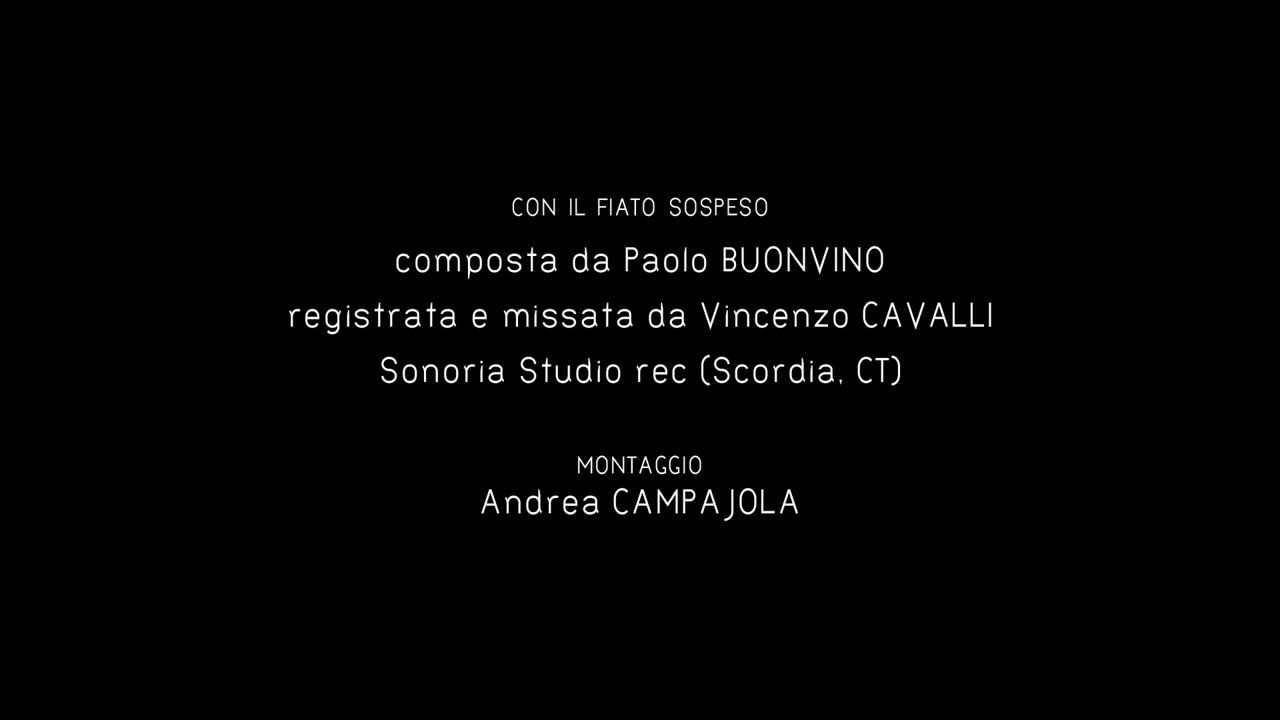 CON IL FIATO SOSPESO
composta da Paolo BUONVINO
registrata e missata da Vincenzo CAVALLI
Sonoria Studio rec (Scordia, CT)
MONTAGGIO
Andrea CAMPAJOLA